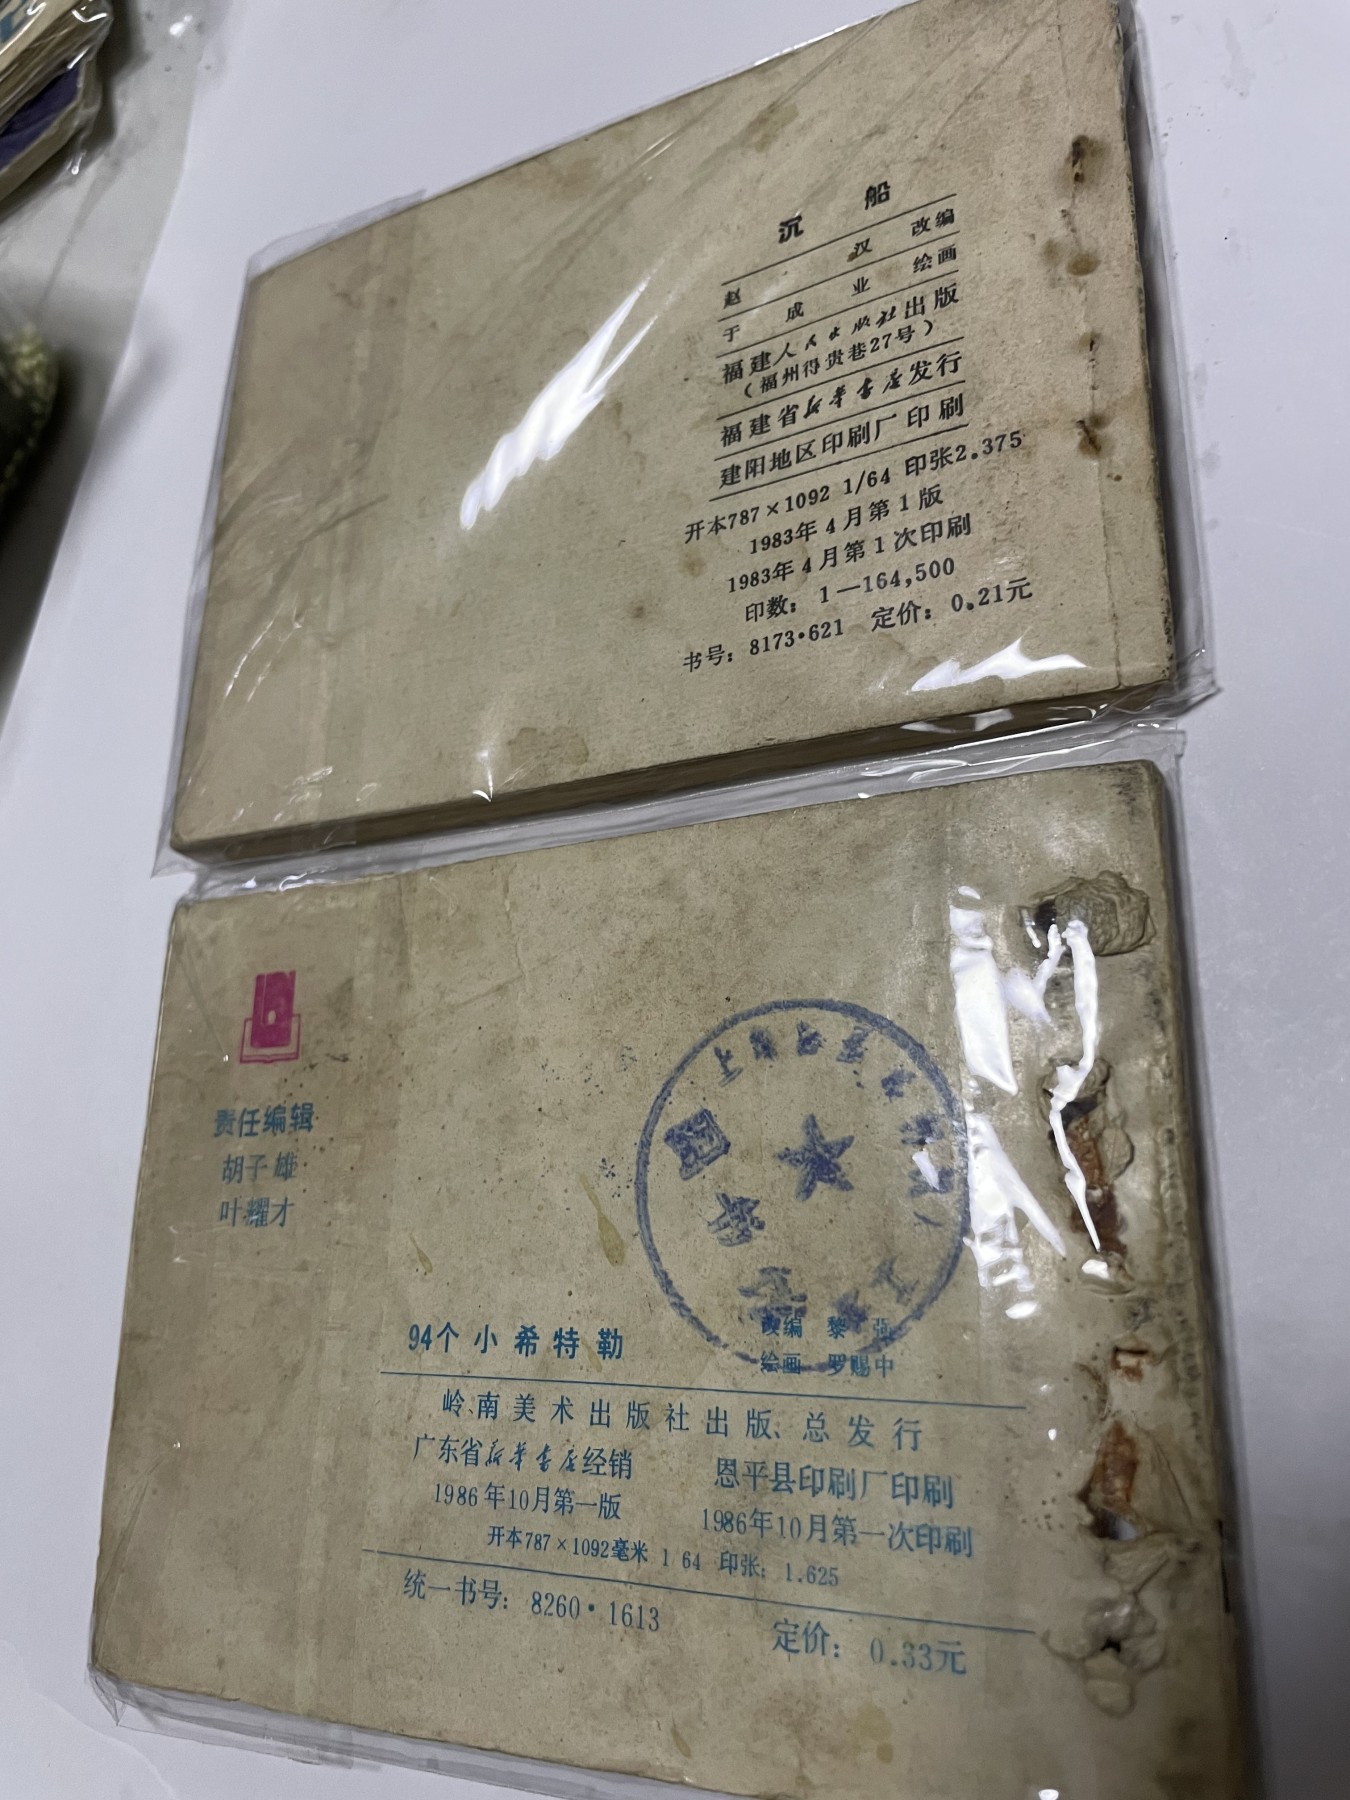 沉 船
赵 汉 改编
于 成 业 绘画
福建人民出版社出版
(福州得贵巷27号)
福建省新华书店发行
建阳地区印刷厂印刷
开本787×1092 1/64 印张2.375
1983年4月第1版
1983年4月第1次印刷
印数: 1—164,500
书号: 8173·621 定价: 0.21元
责任编辑
胡子雄
叶耀才
图书
94个小希特勒
改编 黎 强
绘画 罗赐中
岭南美术出版社出版、总发行
广东省新华书店经销 恩平县印刷厂印刷
1986年10月第一版 1986年10月第一次印刷
开本787×1092毫米 1 64 印张: 1.625
统一书号: 8260·1613 定价: 0.33元